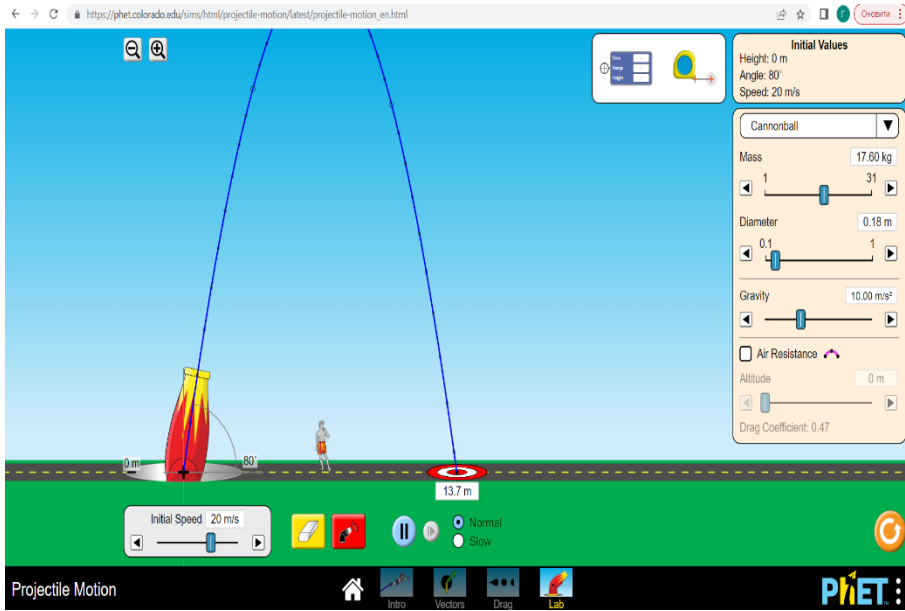 https://phet.colorado.edu/sims/html/projectile-motion/latest/projectile-motion_en.html
Г
Оновити
Time
Range
Height
Initial Values
Height: 0 m
Angle: 80°
Speed: 20 m/s
Cannonball
Mass
17.60 kg
1
31
Diameter
0.18 m
0.1
1
Gravity
10.00 m/s²
Air Resistance
Altitude
0 m
Drag Coefficient: 0.47
0 m
80°
13.7 m
Initial Speed 20 m/s
Normal
Slow
Projectile Motion
Intro
Vectors
Drag
Lab
PhET